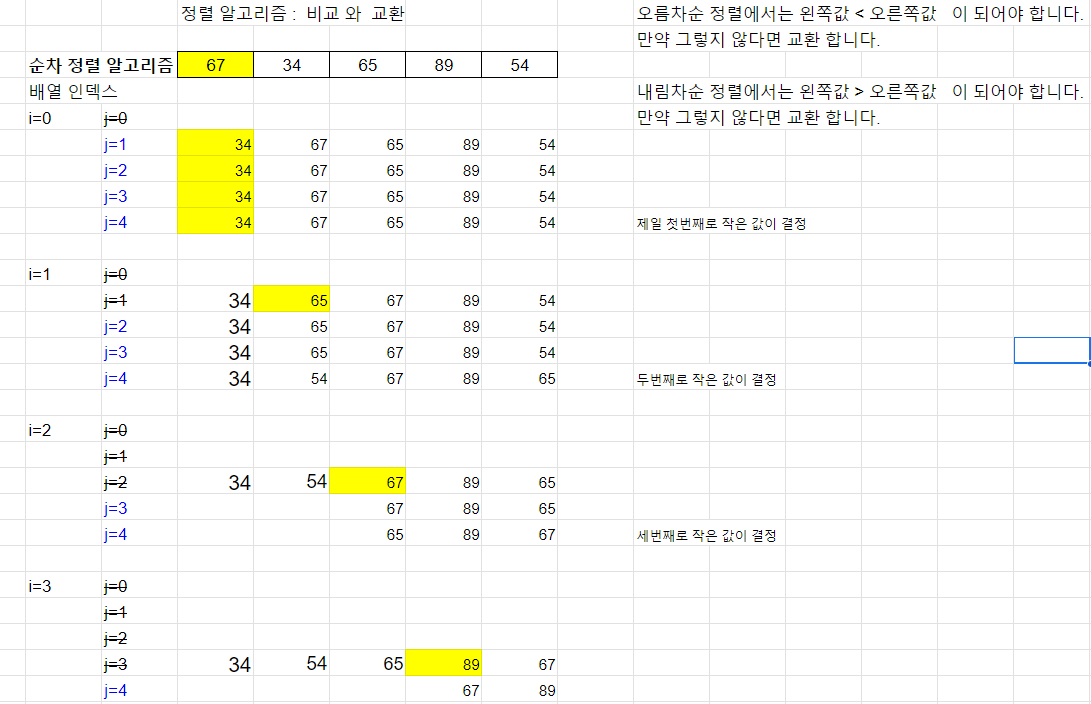 정렬 알고리즘 : 비교 와 교환 오름차순 정렬에서는 왼쪽값 < 오른쪽값 이 되어야 합니다.
만약 그렇지 않다면 교환 합니다.
순차 정렬 알고리즘 67 34 65 89 54
배열 인덱스 내림차순 정렬에서는 왼쪽값 > 오른쪽값 이 되어야 합니다.
i=0 j=0 만약 그렇지 않다면 교환 합니다.
j=1 34 67 65 89 54
j=2 34 67 65 89 54
j=3 34 67 65 89 54
j=4 34 67 65 89 54 제일 첫번째로 작은 값이 결정
i=1 j=0
j=1 34 65 67 89 54
j=2 34 65 67 89 54
j=3 34 65 67 89 54
j=4 34 54 67 89 65 두번째로 작은 값이 결정
i=2 j=0
j=1
j=2 34 54 67 89 65
j=3 67 89 65
j=4 65 89 67 세번째로 작은 값이 결정
i=3 j=0
j=1
j=2
j=3 34 54 65 89 67
j=4 67 89